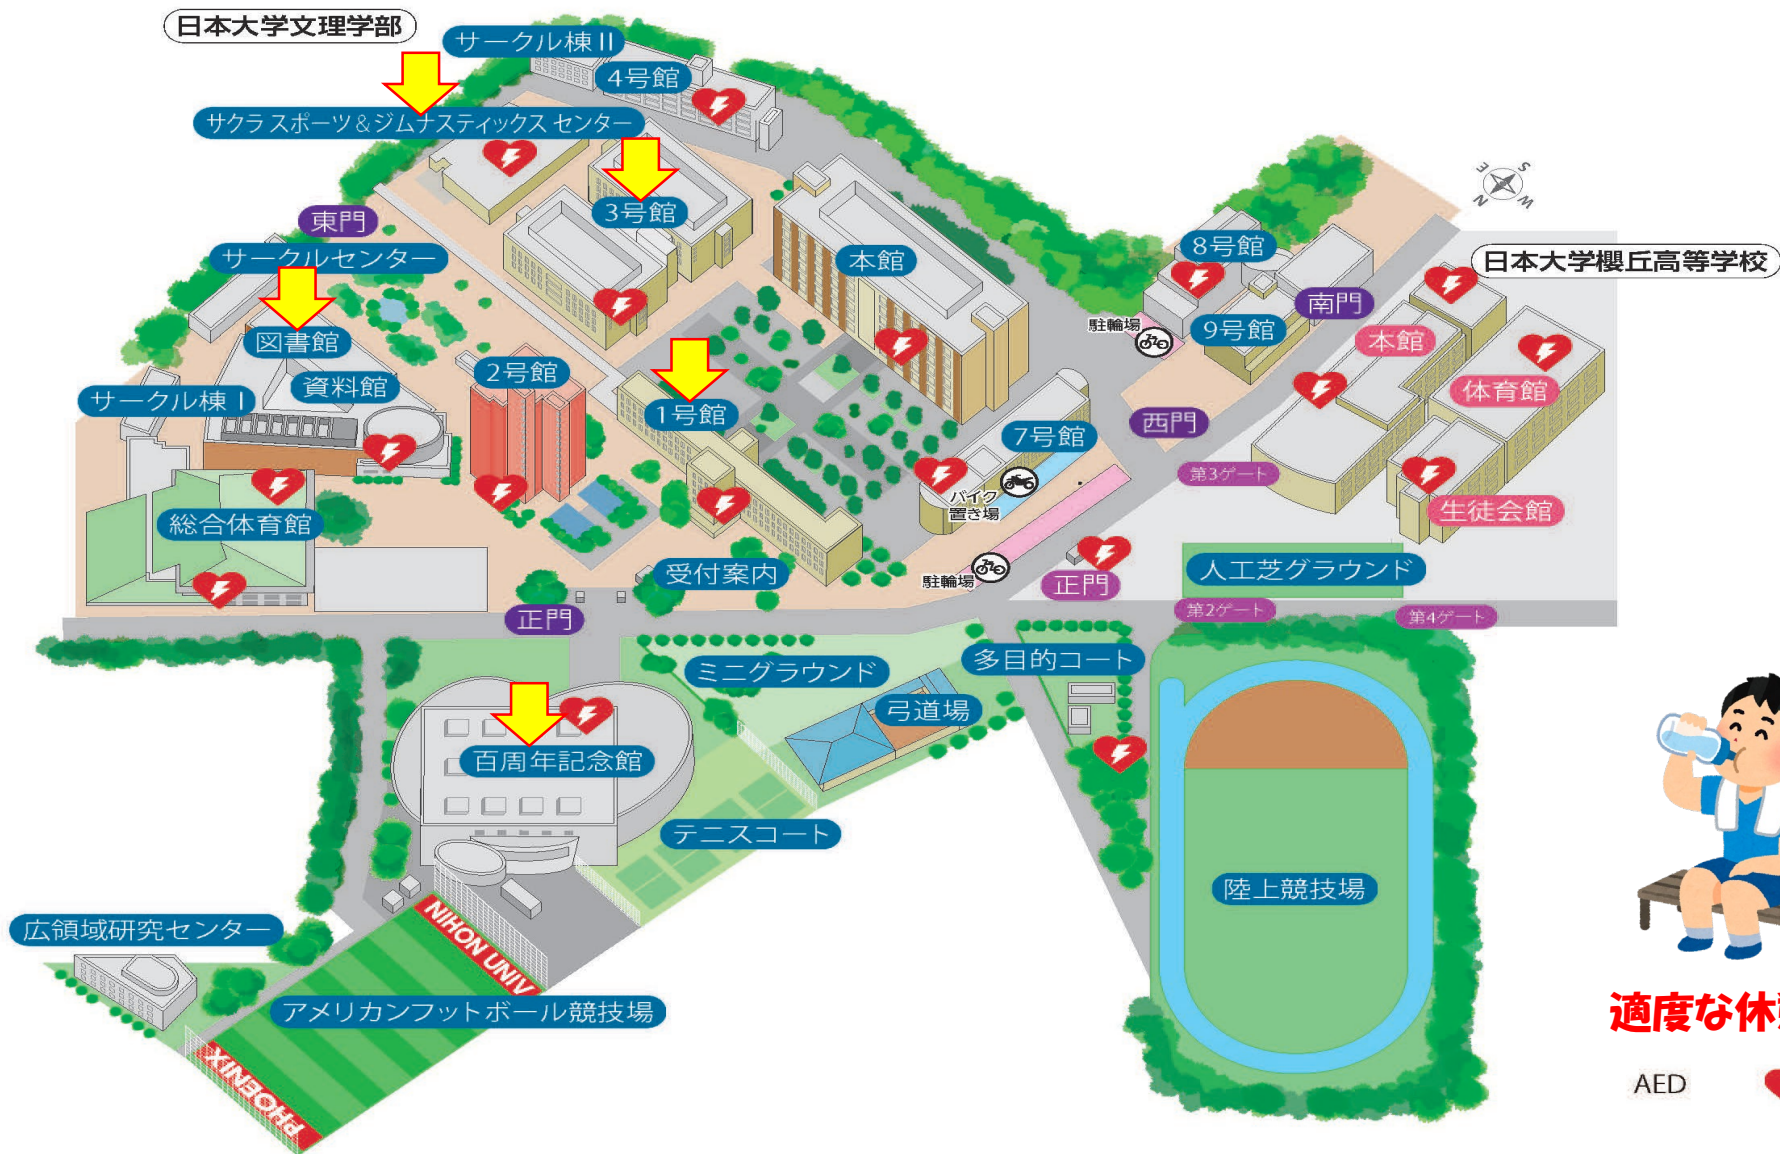 日本大学文理学部
サークル棟II
4号館
サクラ スポーツ&ジムナスティックス センター
3号館
東門
サークルセンター
図書館
資料館
サークル棟 I
2号館
1号館
本館
7号館
バイク
置き場
駐輪場
8号館
9号館
駐輪場
南門
西門
S
E
W
N
日本大学櫻丘高等学校
本館
体育館
生徒会館
第3ゲート
総合体育館
受付案内
正門
正門
人工芝グラウンド
第2ゲート
第4ゲート
ミニグラウンド
多目的コート
弓道場
百周年記念館
テニスコート
陸上競技場
広領域研究センター
NIHON UNIV
アメリカンフットボール競技場
PHOENIX
適度な休
AED